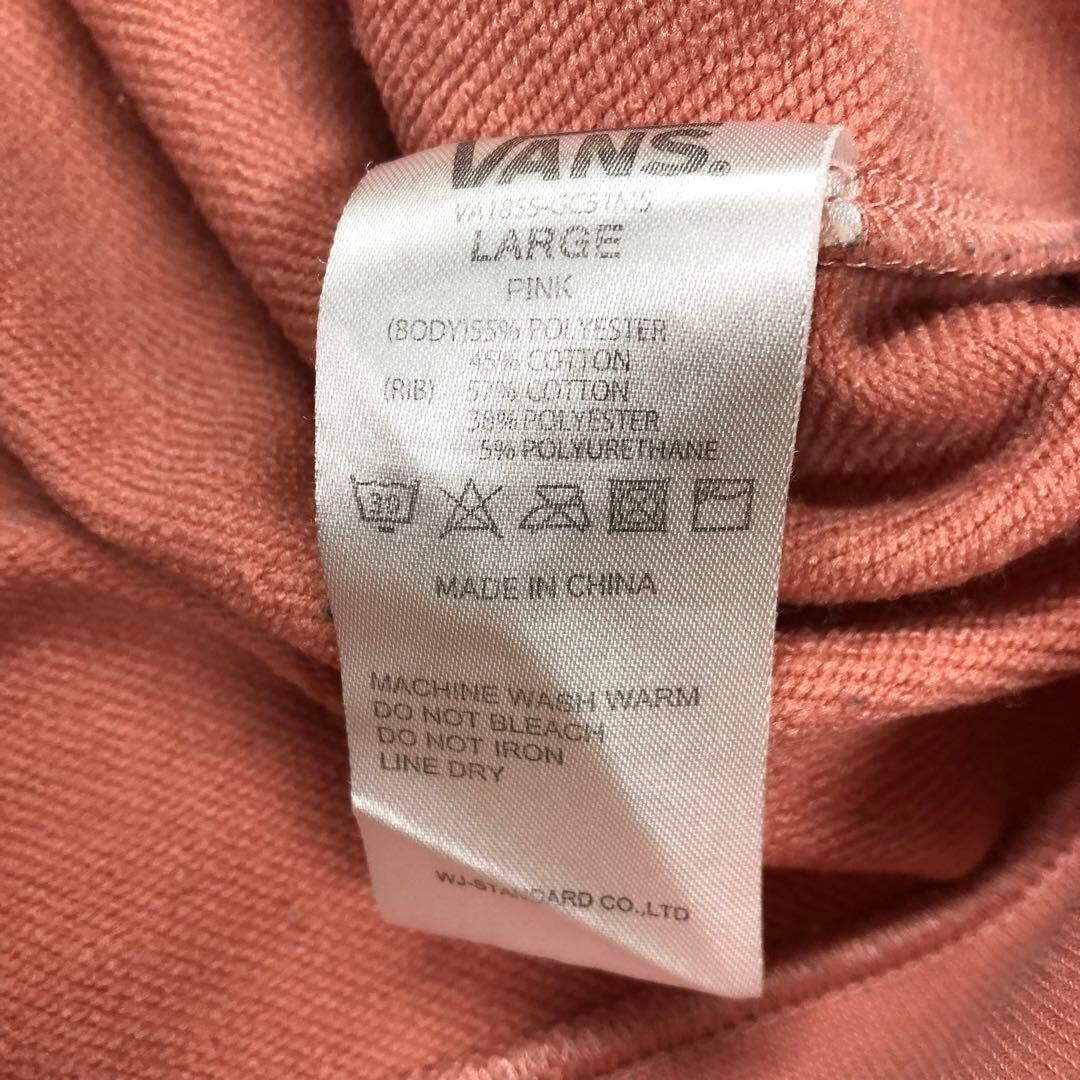 VANS.
LARGE
PINK
(BODY)55% POLYESTER
45% COTTON
(RIB) 57% COTTON
38% POLYESTER
5% POLYURETHANE
30
MADE IN CHINA
MACHINE WASH WARM
DO NOT BLEACH
DO NOT IRON
LINE DRY
WJ-STANDARD CO.,LTD